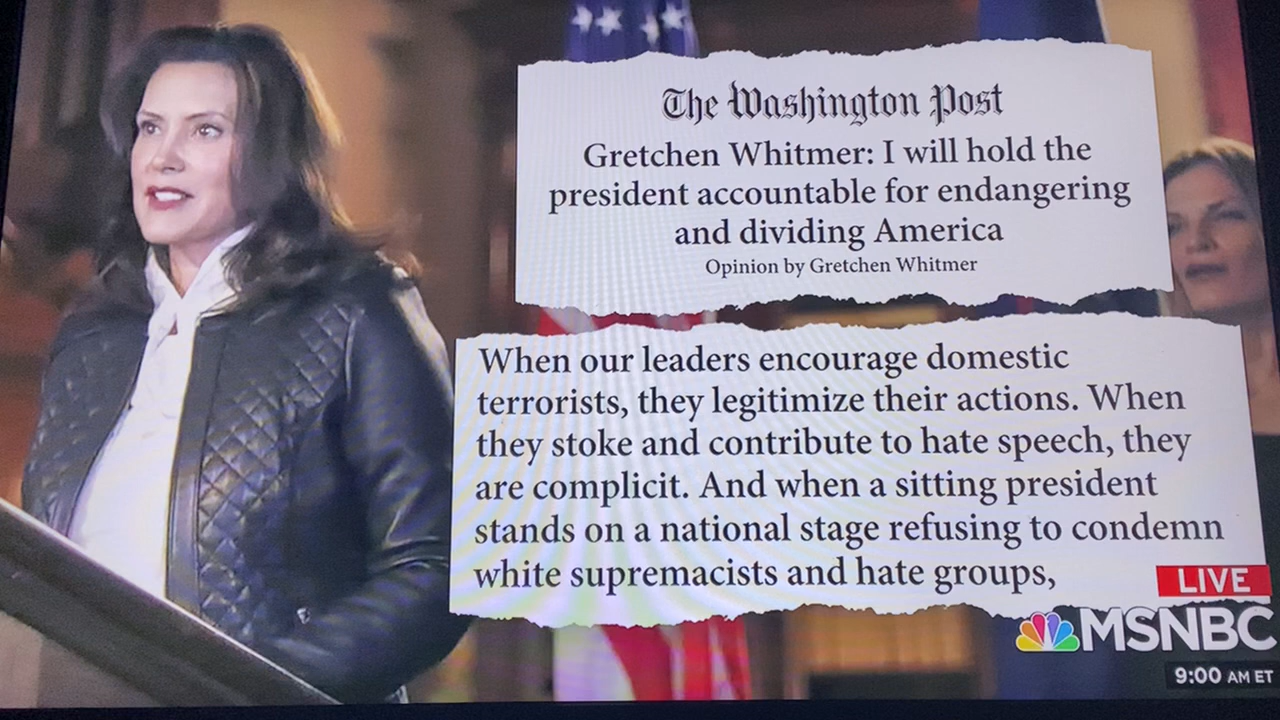 The Washington Post
Gretchen Whitmer: I will hold the
president accountable for endangering
and dividing America
Opinion by Gretchen Whitmer
When our leaders encourage domestic
terrorists, they legitimize their actions. When
they stoke and contribute to hate speech, they
are complicit. And when a sitting president
stands on a national stage refusing to condemn
white supremacists and hate groups,
LIVE
MSNBC
9:00 AM ET